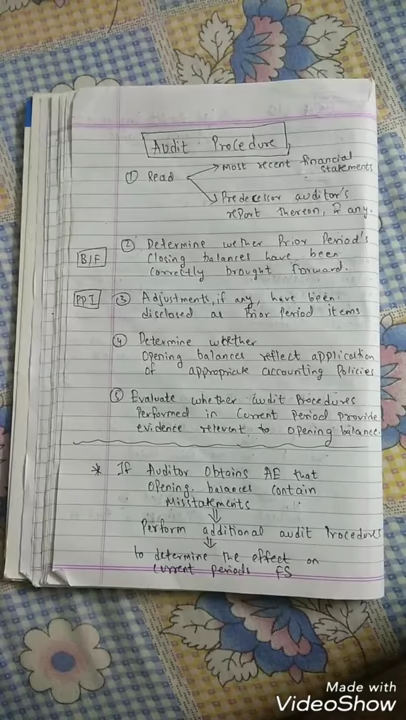 Audit Procedure
① Read
Most recent financial
statements
Predecessor auditor's
report thereon, if any.
② Determine wether Prior Period's
B/F
closing balances have been
correctly brought forward.
PPI
③ Adjustments, if any, have been
disclosed as Prior Period items
④ Determine whether
opening balances reflect application
of appropriate accounting Policies
⑤ Evaluate whether audit Procedures
Performed in current period provide
evidence relevent to opening balance
* If Auditor Obtains AE that
Opening balances contain
Misstatements
Perform additional audit Procedures
to determine the effect on
current periods FS
Made with
VideoShow